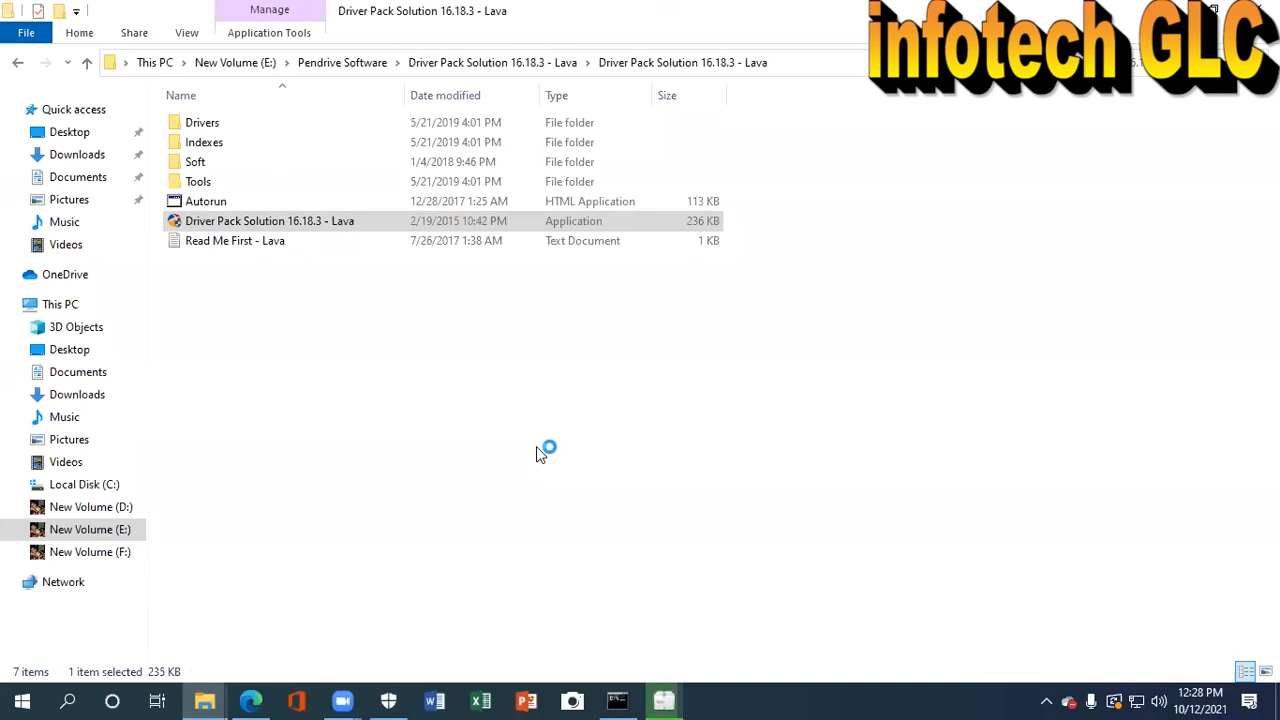 Manage
Driver Pack Solution 16.18.3 - Lava
infotech GLC
File
Home
Share
View
Application Tools
This PC
New Volume (E:)
Pendrive Software
Driver Pack Solution 16.18.3 - Lava
Driver Pack Solution 16.18.3 - Lava
Name
Date modified
Type
Size
Drivers 5/21/2019 4:01 PM File folder
Indexes 5/21/2019 4:01 PM File folder
Soft 1/4/2018 9:46 PM File folder
Tools 5/21/2019 4:01 PM File folder
Autorun 12/28/2017 1:25 AM HTML Application 113 KB
Driver Pack Solution 16.18.3 - Lava 2/19/2015 10:42 PM Application 236 KB
Read Me First - Lava 7/26/2017 1:38 AM Text Document 1 KB
Quick access
Desktop
Downloads
Documents
Pictures
Music
Videos
OneDrive
This PC
3D Objects
Desktop
Documents
Downloads
Music
Pictures
Videos
Local Disk (C:)
New Volume (D:)
New Volume (E:)
New Volume (F:)
Network
7 items 1 item selected 235 KB
12:28 PM
10/12/2021